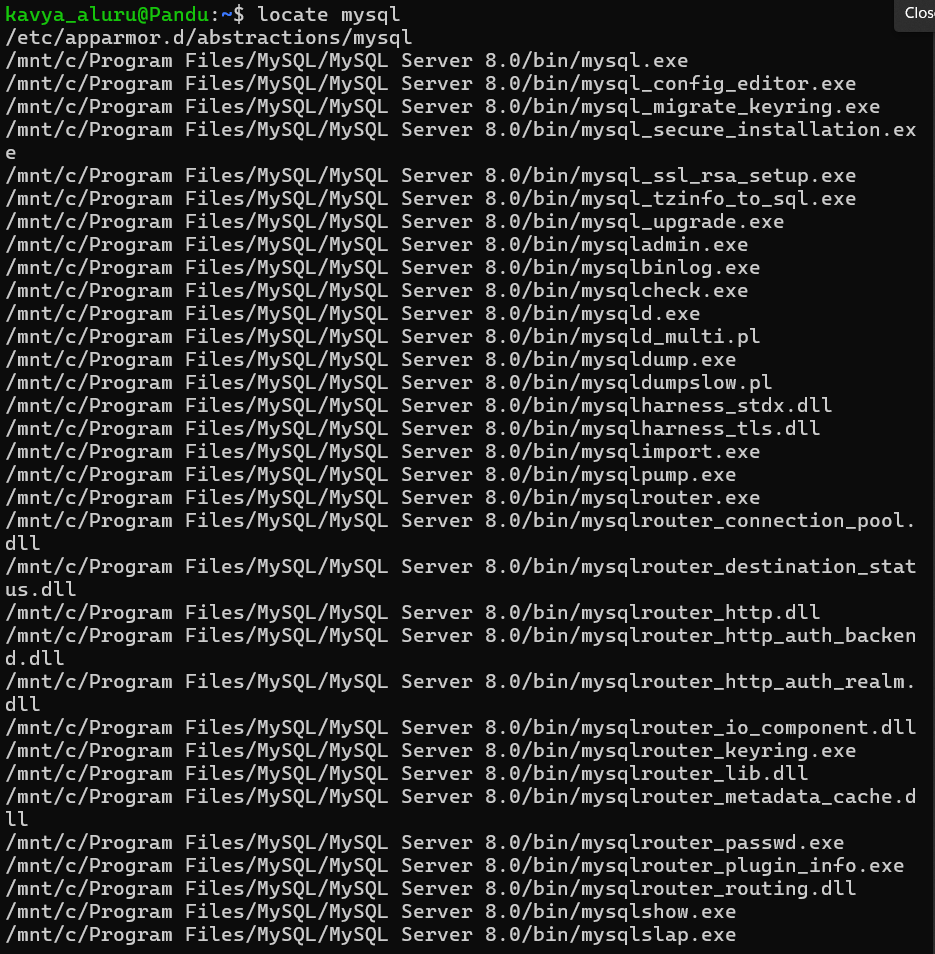 kavya_aluru@Pandu:~$ locate mysql
Clos
/etc/apparmor.d/abstractions/mysql
/mnt/c/Program Files/MySQL/MySQL Server 8.0/bin/mysql.exe
/mnt/c/Program Files/MySQL/MySQL Server 8.0/bin/mysql_config_editor.exe
/mnt/c/Program Files/MySQL/MySQL Server 8.0/bin/mysql_migrate_keyring.exe
/mnt/c/Program Files/MySQL/MySQL Server 8.0/bin/mysql_secure_installation.ex
e
/mnt/c/Program Files/MySQL/MySQL Server 8.0/bin/mysql_ssl_rsa_setup.exe
/mnt/c/Program Files/MySQL/MySQL Server 8.0/bin/mysql_tzinfo_to_sql.exe
/mnt/c/Program Files/MySQL/MySQL Server 8.0/bin/mysql_upgrade.exe
/mnt/c/Program Files/MySQL/MySQL Server 8.0/bin/mysqladmin.exe
/mnt/c/Program Files/MySQL/MySQL Server 8.0/bin/mysqlbinlog.exe
/mnt/c/Program Files/MySQL/MySQL Server 8.0/bin/mysqlcheck.exe
/mnt/c/Program Files/MySQL/MySQL Server 8.0/bin/mysqld.exe
/mnt/c/Program Files/MySQL/MySQL Server 8.0/bin/mysqld_multi.pl
/mnt/c/Program Files/MySQL/MySQL Server 8.0/bin/mysqldump.exe
/mnt/c/Program Files/MySQL/MySQL Server 8.0/bin/mysqldumpslow.pl
/mnt/c/Program Files/MySQL/MySQL Server 8.0/bin/mysqlharness_stdx.dll
/mnt/c/Program Files/MySQL/MySQL Server 8.0/bin/mysqlharness_tls.dll
/mnt/c/Program Files/MySQL/MySQL Server 8.0/bin/mysqlimport.exe
/mnt/c/Program Files/MySQL/MySQL Server 8.0/bin/mysqlpump.exe
/mnt/c/Program Files/MySQL/MySQL Server 8.0/bin/mysqlrouter.exe
/mnt/c/Program Files/MySQL/MySQL Server 8.0/bin/mysqlrouter_connection_pool.
dll
/mnt/c/Program Files/MySQL/MySQL Server 8.0/bin/mysqlrouter_destination_stat
us.dll
/mnt/c/Program Files/MySQL/MySQL Server 8.0/bin/mysqlrouter_http.dll
/mnt/c/Program Files/MySQL/MySQL Server 8.0/bin/mysqlrouter_http_auth_backen
d.dll
/mnt/c/Program Files/MySQL/MySQL Server 8.0/bin/mysqlrouter_http_auth_realm.
dll
/mnt/c/Program Files/MySQL/MySQL Server 8.0/bin/mysqlrouter_io_component.dll
/mnt/c/Program Files/MySQL/MySQL Server 8.0/bin/mysqlrouter_keyring.exe
/mnt/c/Program Files/MySQL/MySQL Server 8.0/bin/mysqlrouter_lib.dll
/mnt/c/Program Files/MySQL/MySQL Server 8.0/bin/mysqlrouter_metadata_cache.d
ll
/mnt/c/Program Files/MySQL/MySQL Server 8.0/bin/mysqlrouter_passwd.exe
/mnt/c/Program Files/MySQL/MySQL Server 8.0/bin/mysqlrouter_plugin_info.exe
/mnt/c/Program Files/MySQL/MySQL Server 8.0/bin/mysqlrouter_routing.dll
/mnt/c/Program Files/MySQL/MySQL Server 8.0/bin/mysqlshow.exe
/mnt/c/Program Files/MySQL/MySQL Server 8.0/bin/mysqlslap.exe